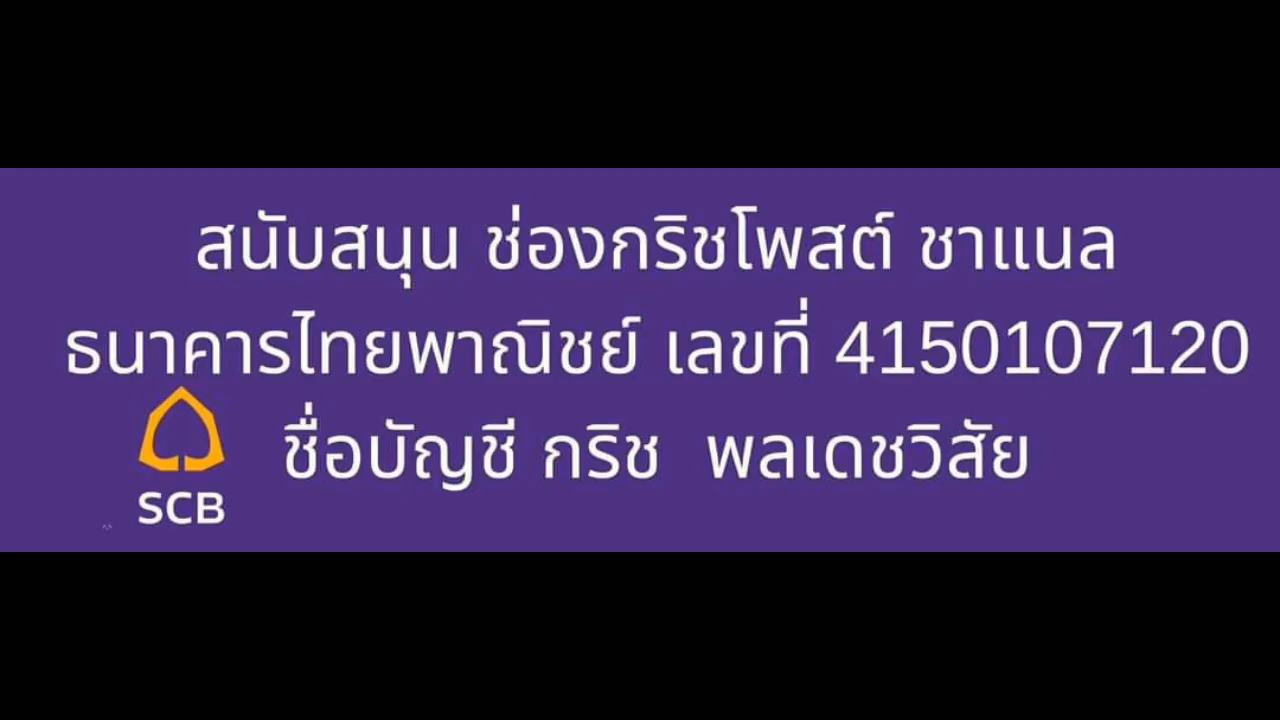 สนับสนุน ช่องกริชโพสต์ ชาแนล
ธนาคารไทยพาณิชย์ เลขที่ 4150107120
ชื่อบัญชี กริช พลเดชวิสัย
SCB